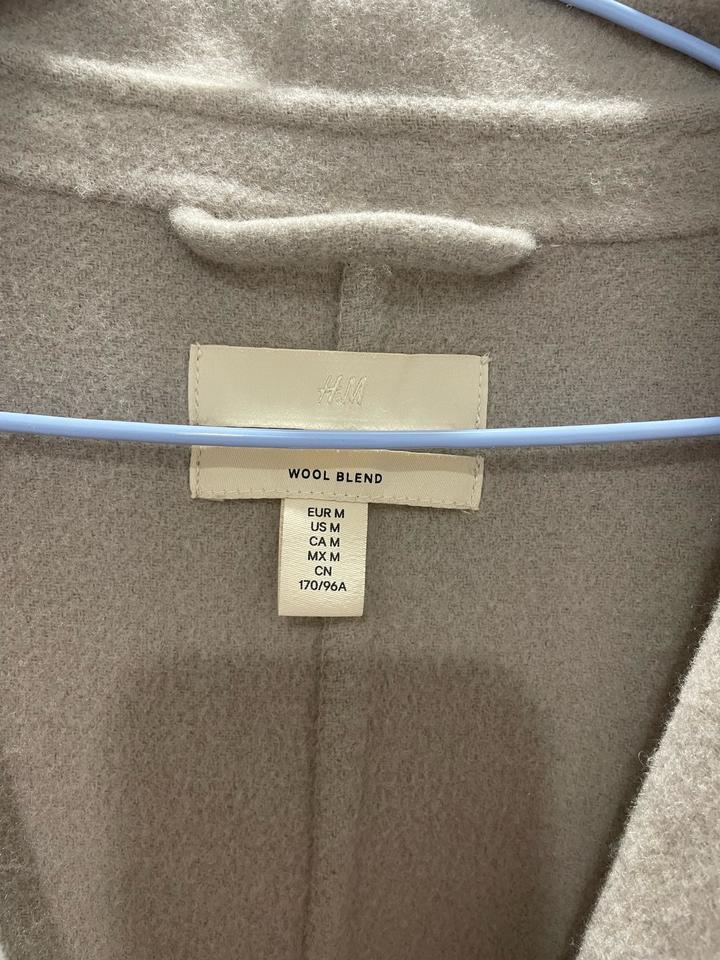 H&M
WOOL BLEND
EUR M
US M
CA M
MX M
CN
170/96A